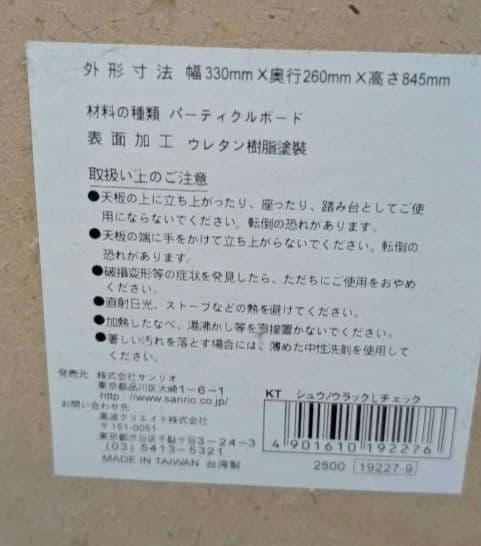 外形寸法 幅330mm×奥行260mm×高さ845mm
材料の種類 パーティクルボード
表面加工 ウレタン樹脂塗装
取扱い上のご注意
●天板の上に立ち上がったり、座ったり、踏み台としてご使
用にならないでください。転倒の恐れがあります。
●天板の端に手をかけて立ち上がらないでください。転倒の
恐れがあります。
●破損変形等の症状を発見したら、ただちにご使用をおやめ
ください。
●直射日光、ストーブなどの熱を避けてください。
●加熱したなべ、湯沸かし等を直接置かないでください。
●著しい汚れを落とす場合には、薄めた中性洗剤を使用して
ください。
発売元 株式会社サンリオ
東京都品川区大崎1-6-1
http://www.sanrio.co.jp/
お問い合わせ先
薫波クリエイト株式会社
〒151-0051
東京都渋谷区千駄ヶ谷3-24-3
(03)5413-5321
MADE IN TAIWAN 台湾製
KT シュウノウラックLチェック
4901610192276
2500 19227-9